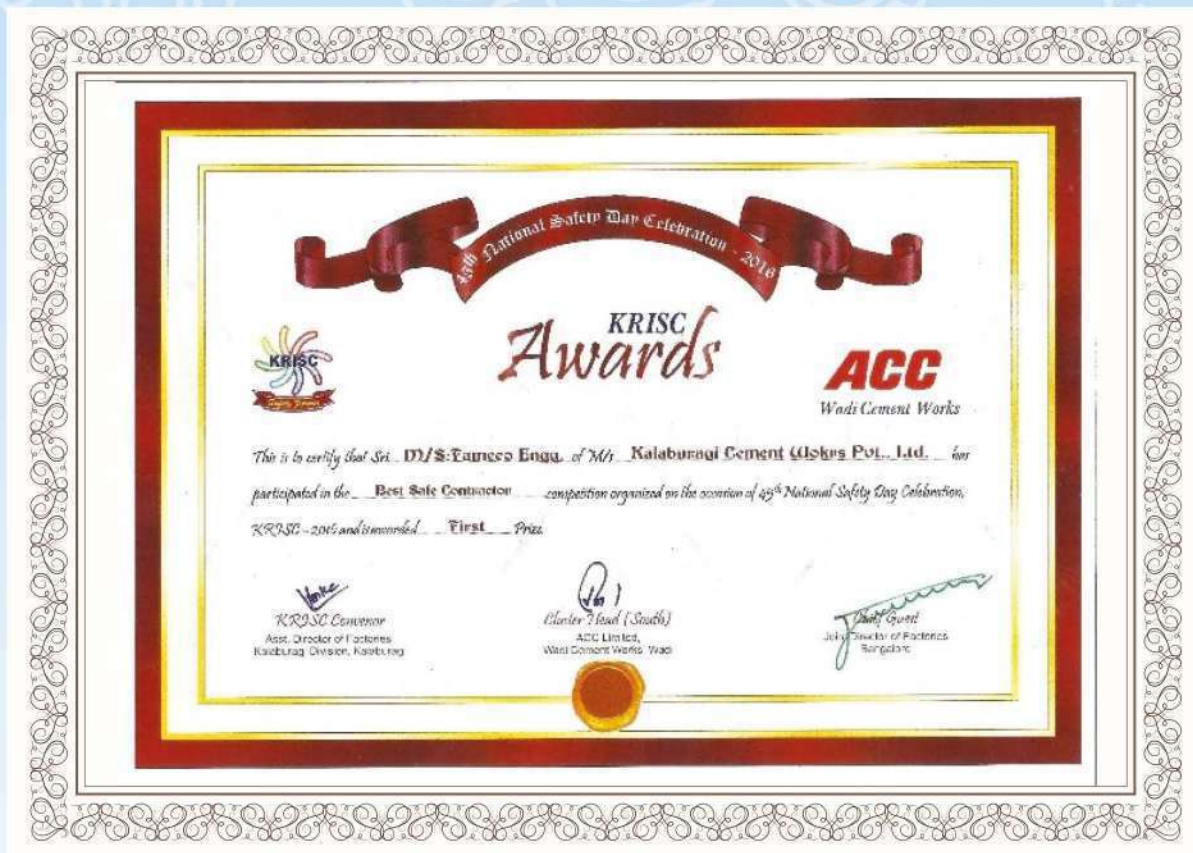 45th National Safety Day Celebration - 2016
KRISC
Awards
KRISC
ACC
Wadi Cement Works
This is to certify that Sri M/S: Tameco Engg. of M/s Kalaburagi Cement Wokrs Pvt., Ltd. has
participated in the Best Safe Contractor competition organized on the occasion of 45th National Safety Day Celebration,
KRISC - 2016 and is awarded First Prize
KRISC Convenor
Asst. Director of Factories
Kalaburagi Division, Kalaburagi
Cluster Head (South)
ACC Limited,
Wadi Cement Works, Wadi
Chief Guest
Joint Director of Factories
Bangalore